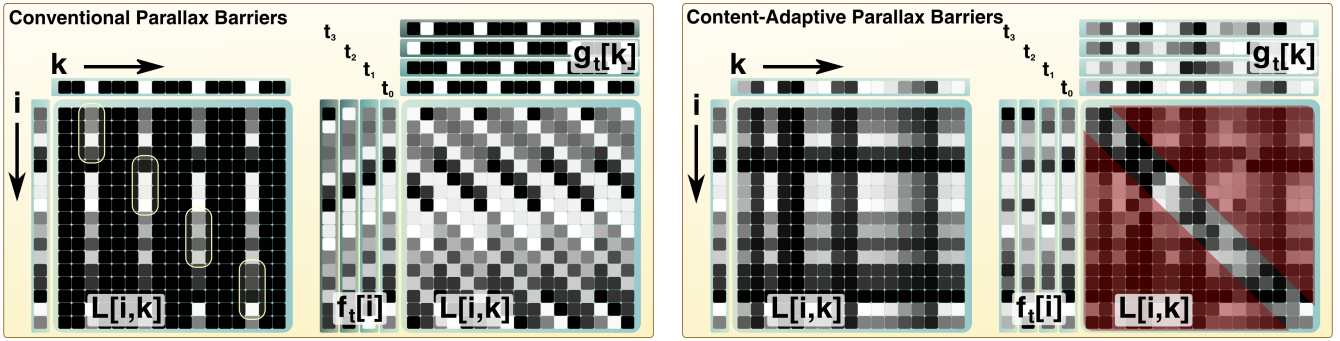 Conventional Parallax Barriers
k
i
L[i,k]
t3
t2
t1
t0
gt[k]
ft[i]
L[i,k]
Content-Adaptive Parallax Barriers
k
i
L[i,k]
t3
t2
t1
t0
gt[k]
ft[i]
L[i,k]